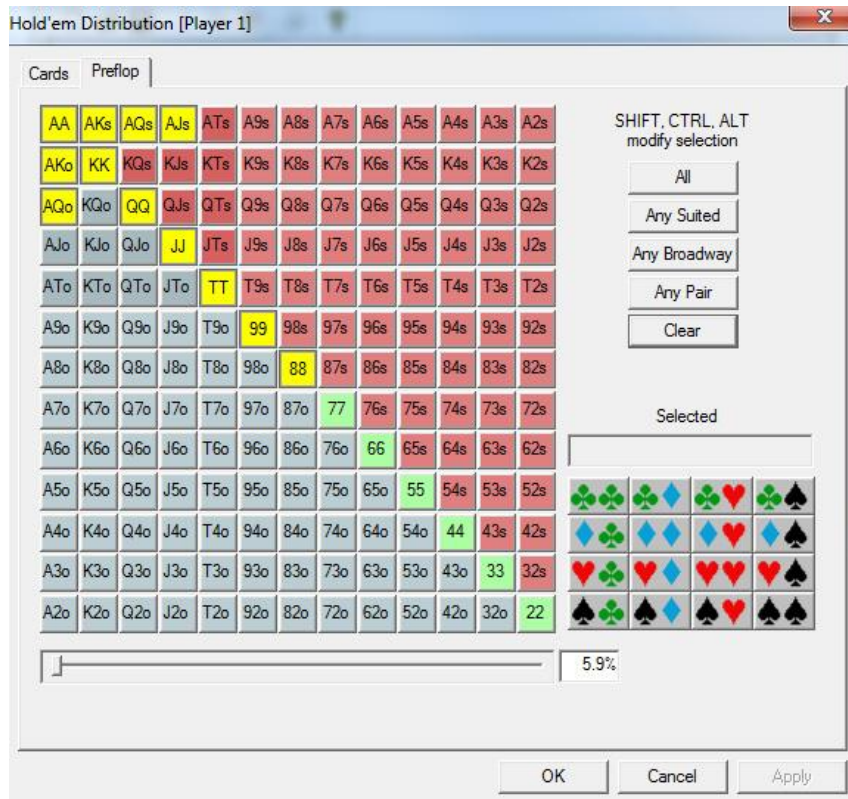 Hold'em Distribution [Player 1]
Cards Preflop
AA AKs AQs AJs ATs A9s A8s A7s A6s A5s A4s A3s A2s
AKo KK KQs KJs KTs K9s K8s K7s K6s K5s K4s K3s K2s
AQo KQo QQ QJs QTs Q9s Q8s Q7s Q6s Q5s Q4s Q3s Q2s
AJo KJo QJo JJ JTs J9s J8s J7s J6s J5s J4s J3s J2s
ATo KTo QTo JTo TT T9s T8s T7s T6s T5s T4s T3s T2s
A9o K9o Q9o J9o T9o 99 98s 97s 96s 95s 94s 93s 92s
A8o K8o Q8o J8o T8o 98o 88 87s 86s 85s 84s 83s 82s
A7o K7o Q7o J7o T7o 97o 87o 77 76s 75s 74s 73s 72s
A6o K6o Q6o J6o T6o 96o 86o 76o 66 65s 64s 63s 62s
A5o K5o Q5o J5o T5o 95o 85o 75o 65o 55 54s 53s 52s
A4o K4o Q4o J4o T4o 94o 84o 74o 64o 54o 44 43s 42s
A3o K3o Q3o J3o T3o 93o 83o 73o 63o 53o 43o 33 32s
A2o K2o Q2o J2o T2o 92o 82o 72o 62o 52o 42o 32o 22
SHIFT, CTRL, ALT
modify selection
All
Any Suited
Any Broadway
Any Pair
Clear
Selected
5.9%
OK Cancel Apply